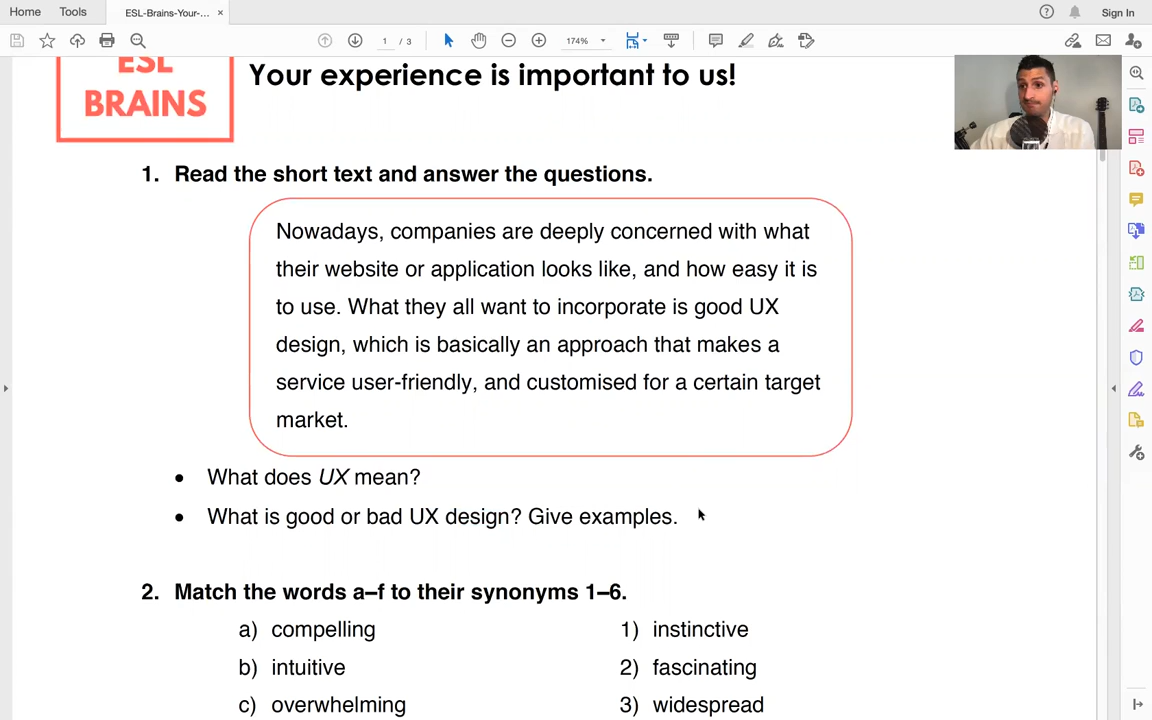 Home Tools ESL-Brains-Your-... × Sign In
1 / 3 174%
ESL
BRAINS
Your experience is important to us!
1. Read the short text and answer the questions.
Nowadays, companies are deeply concerned with what
their website or application looks like, and how easy it is
to use. What they all want to incorporate is good UX
design, which is basically an approach that makes a
service user-friendly, and customised for a certain target
market.
• What does UX mean?
• What is good or bad UX design? Give examples.
2. Match the words a–f to their synonyms 1–6.
a) compelling 1) instinctive
b) intuitive 2) fascinating
c) overwhelming 3) widespread